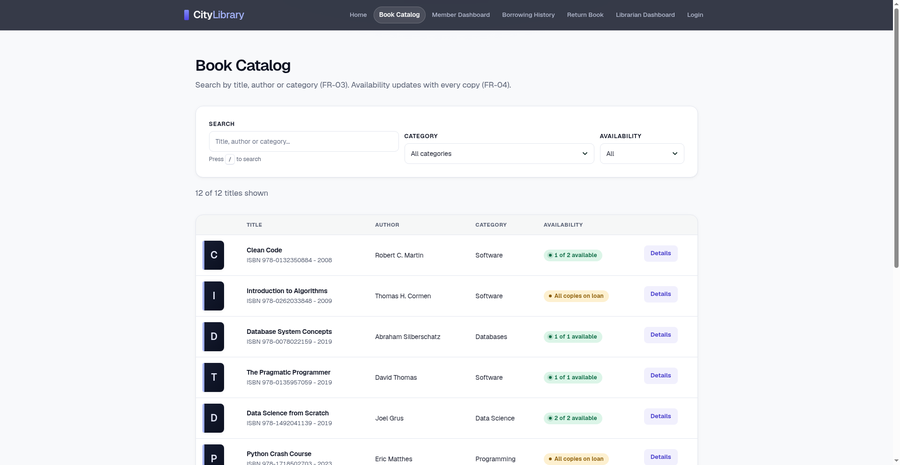 CityLibrary
Home Book Catalog Member Dashboard Borrowing History Return Book Librarian Dashboard Login
Book Catalog
Search by title, author or category (FR-03). Availability updates with every copy (FR-04).
SEARCH
Title, author or category...
Press / to search
CATEGORY
All categories
AVAILABILITY
All
12 of 12 titles shown
TITLE AUTHOR CATEGORY AVAILABILITY
C Clean Code Robert C. Martin Software 1 of 2 available Details
ISBN 978-0132350884 - 2008
I Introduction to Algorithms Thomas H. Cormen Software All copies on loan Details
ISBN 978-0262033848 - 2009
D Database System Concepts Abraham Silberschatz Databases 1 of 1 available Details
ISBN 978-0078022159 - 2019
T The Pragmatic Programmer David Thomas Software 1 of 1 available Details
ISBN 978-0135957059 - 2019
D Data Science from Scratch Joel Grus Data Science 2 of 2 available Details
ISBN 978-1492041139 - 2019
P Python Crash Course Eric Matthes Programming All copies on loan Details
ISBN 978-1718502703 - 2023